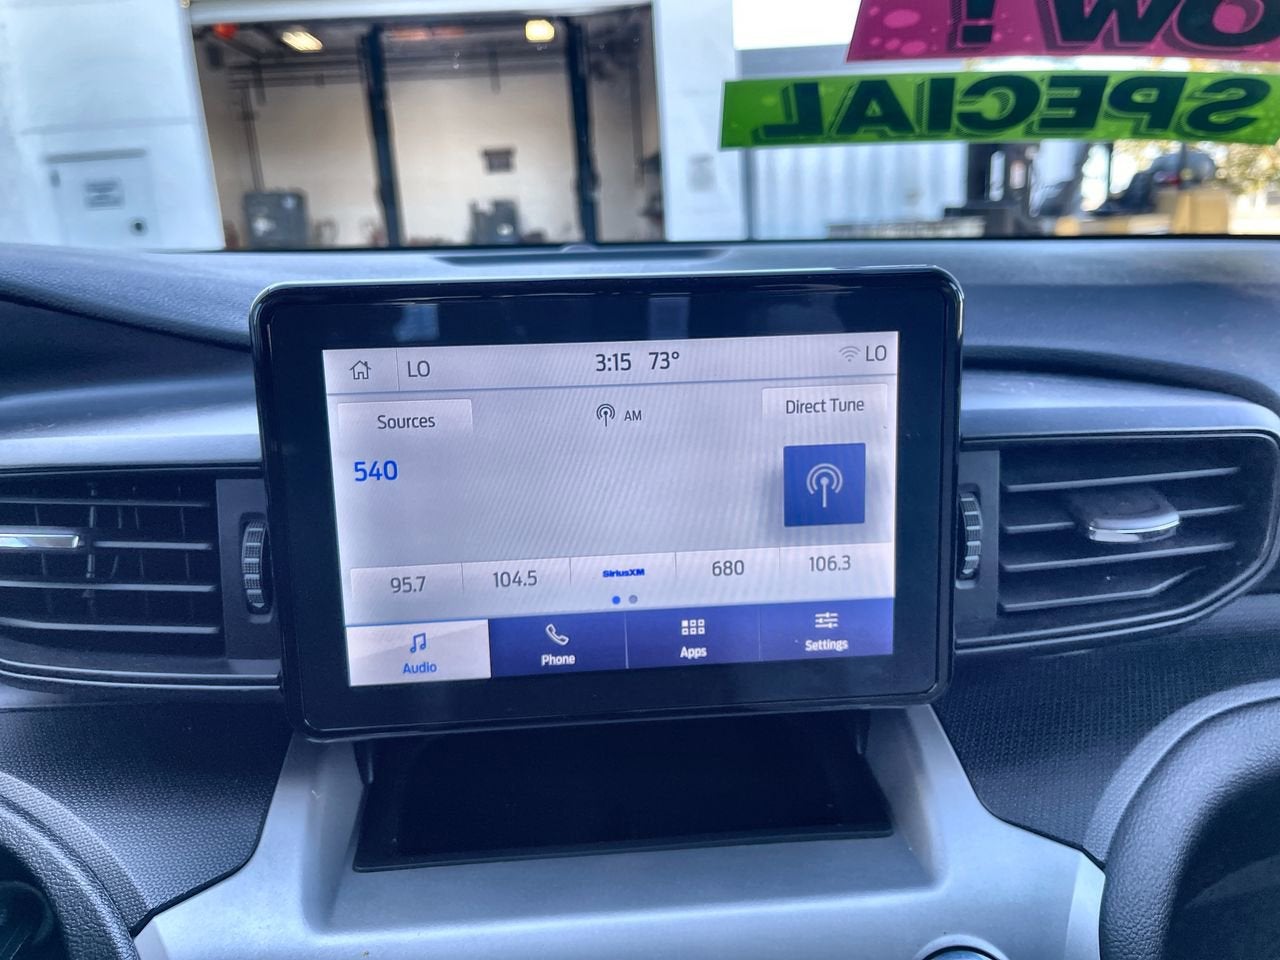 OW!
SPECIAL
LO 3:15 73° LO
Sources AM Direct Tune
540
95.7 104.5 SiriusXM 680 106.3
Audio Phone Apps Settings